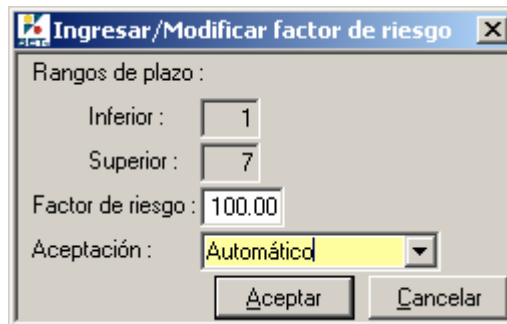 Ingresar/Modificar factor de riesgo
Rangos de plazo :
Inferior : 1
Superior : 7
Factor de riesgo : 100.00
Aceptación : Automático
Aceptar Cancelar